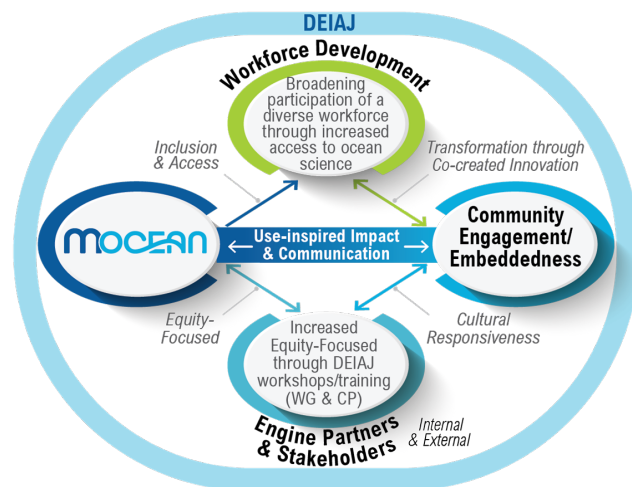 DEIAJ
Workforce Development
Broadening
participation of a
diverse workforce
through increased
access to ocean
science
Inclusion
& Access
Transformation through
Co-created Innovation
mOCEAN
Use-inspired Impact
& Communication
Community
Engagement/
Embeddedness
Equity-
Focused
Cultural
Responsiveness
Increased
Equity-Focused
through DEIAJ
workshops/training
(WG & CP)
Engine Partners
& Stakeholders
Internal
& External